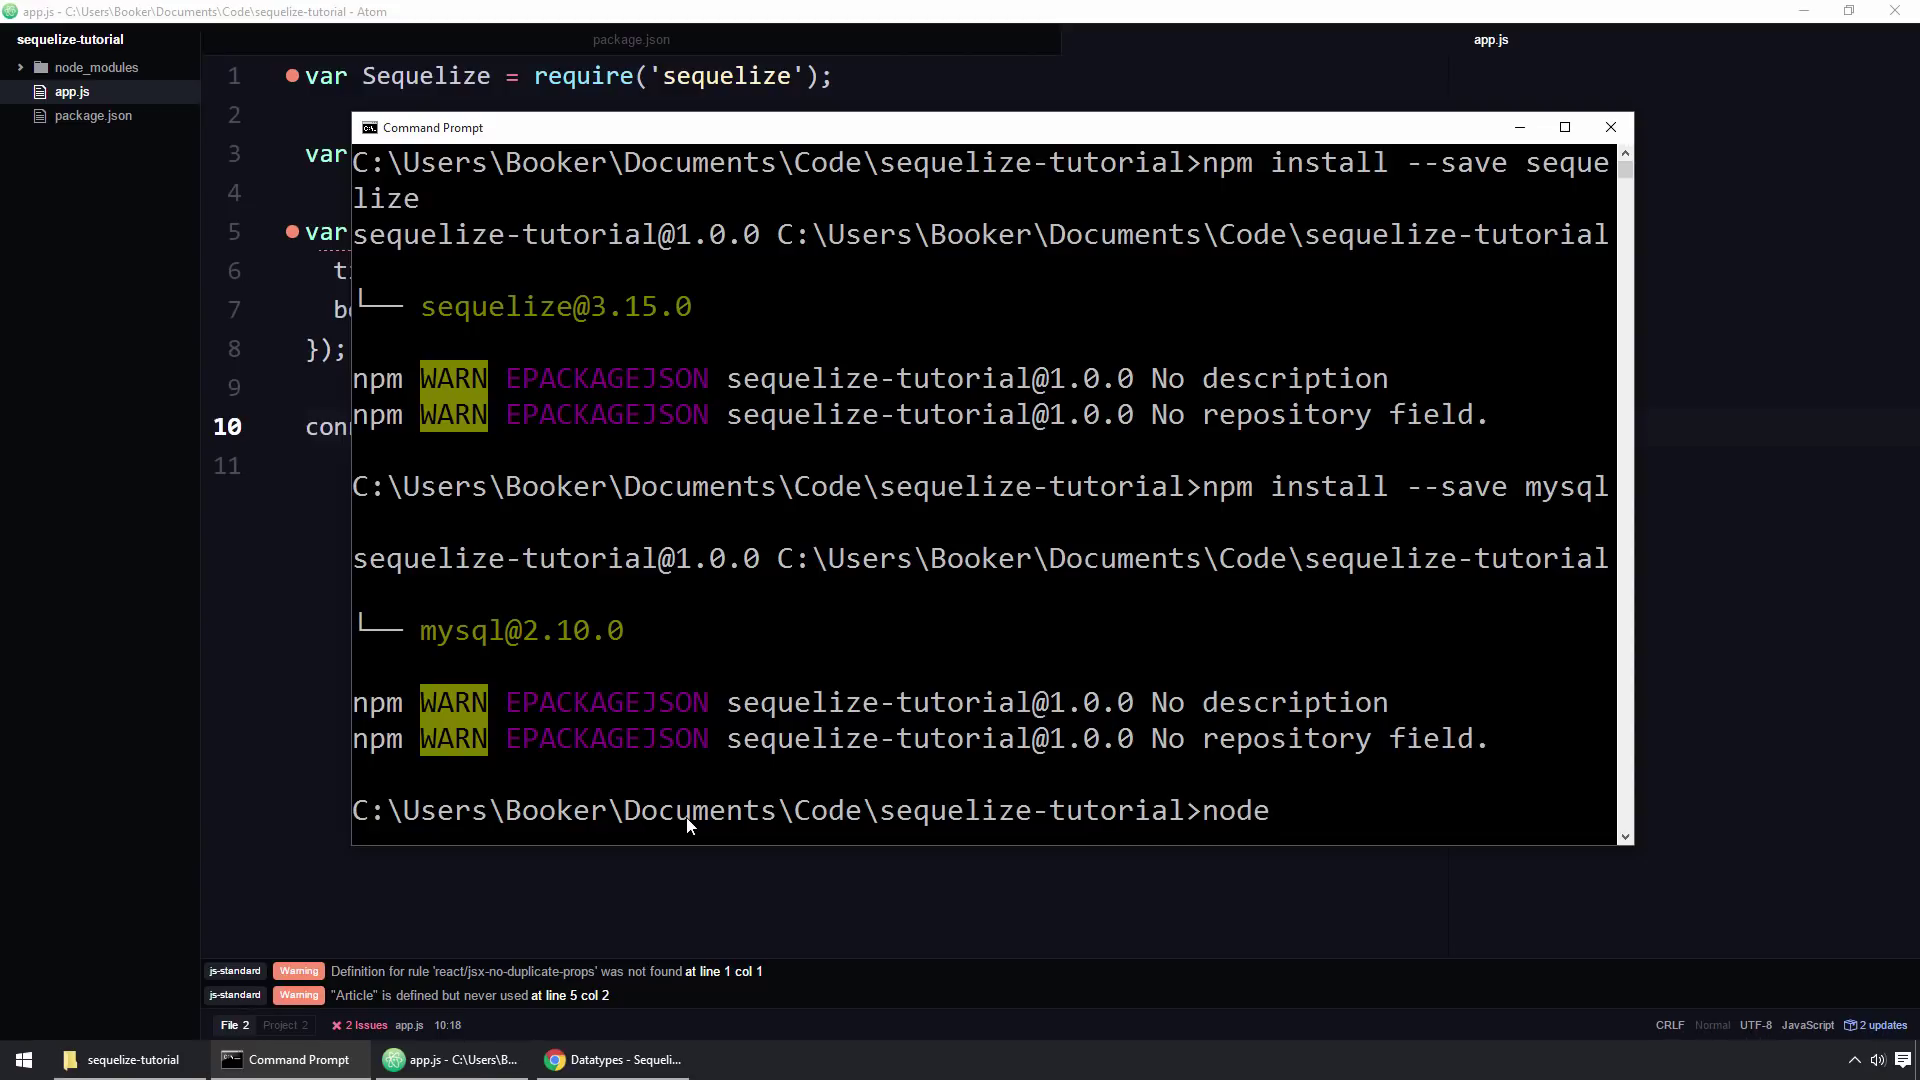 app.js - C:\Users\Booker\Documents\Code\sequelize-tutorial - Atom
sequelize-tutorial
node_modules
app.js
package.json
package.json
app.js
1 var Sequelize = require('sequelize');
2
3 var
4
5 var
6
7
8 });
9
10
11
Command Prompt
C:\Users\Booker\Documents\Code\sequelize-tutorial>npm install --save seque
lize
sequelize-tutorial@1.0.0 C:\Users\Booker\Documents\Code\sequelize-tutorial
└── sequelize@3.15.0
npm WARN EPACKAGEJSON sequelize-tutorial@1.0.0 No description
npm WARN EPACKAGEJSON sequelize-tutorial@1.0.0 No repository field.
C:\Users\Booker\Documents\Code\sequelize-tutorial>npm install --save mysql
sequelize-tutorial@1.0.0 C:\Users\Booker\Documents\Code\sequelize-tutorial
└── mysql@2.10.0
npm WARN EPACKAGEJSON sequelize-tutorial@1.0.0 No description
npm WARN EPACKAGEJSON sequelize-tutorial@1.0.0 No repository field.
C:\Users\Booker\Documents\Code\sequelize-tutorial>node
js-standard Warning Definition for rule 'react/jsx-no-duplicate-props' was not found at line 1 col 1
js-standard Warning "Article" is defined but never used at line 5 col 2
File 2 Project 2 2 Issues app.js 10:18 CRLF Normal UTF-8 JavaScript 2 updates
sequelize-tutorial Command Prompt app.js - C:\Users\B... Datatypes - Sequeli...